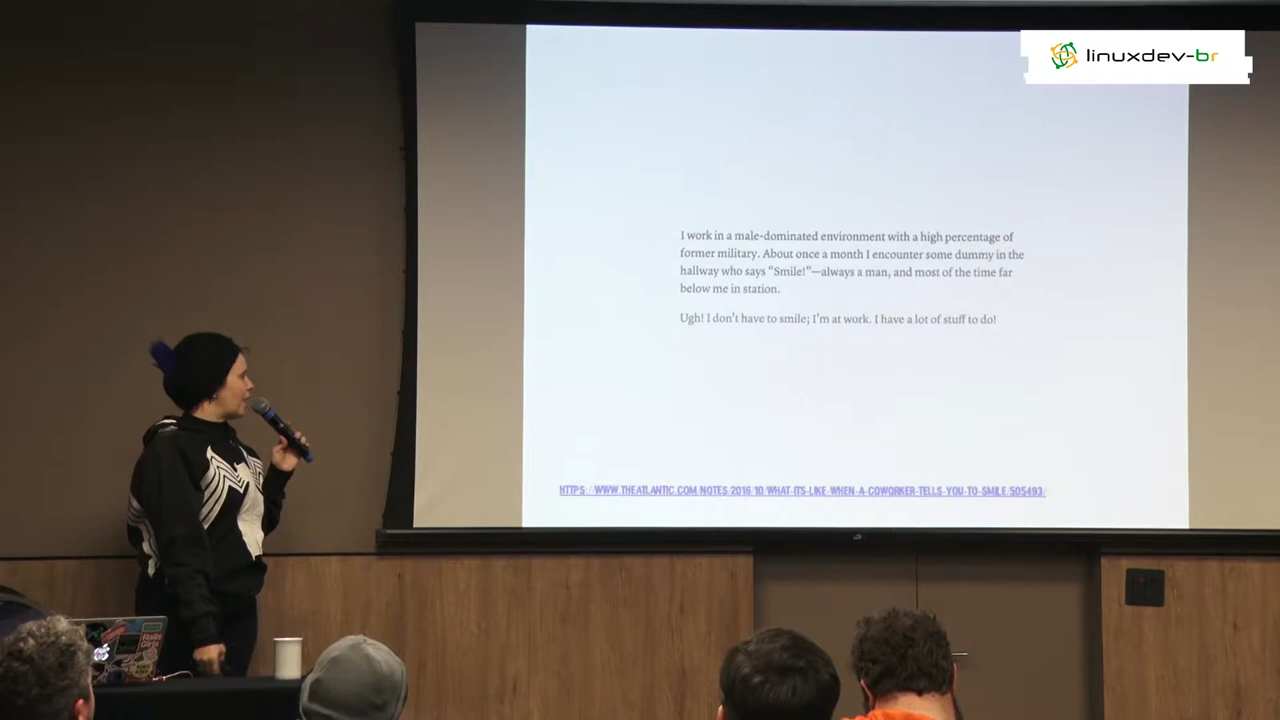 linuxdev-br
I work in a male-dominated environment with a high percentage of
former military. About once a month I encounter some dummy in the
hallway who says “Smile!”—always a man, and most of the time far
below me in station.
Ugh! I don't have to smile; I'm at work. I have a lot of stuff to do!
HTTPS://WWW.THEATLANTIC.COM/NOTES/2016/10/WHAT-ITS-LIKE-WHEN-A-COWORKER-TELLS-YOU-TO-SMILE/505493/
Rails
Girls